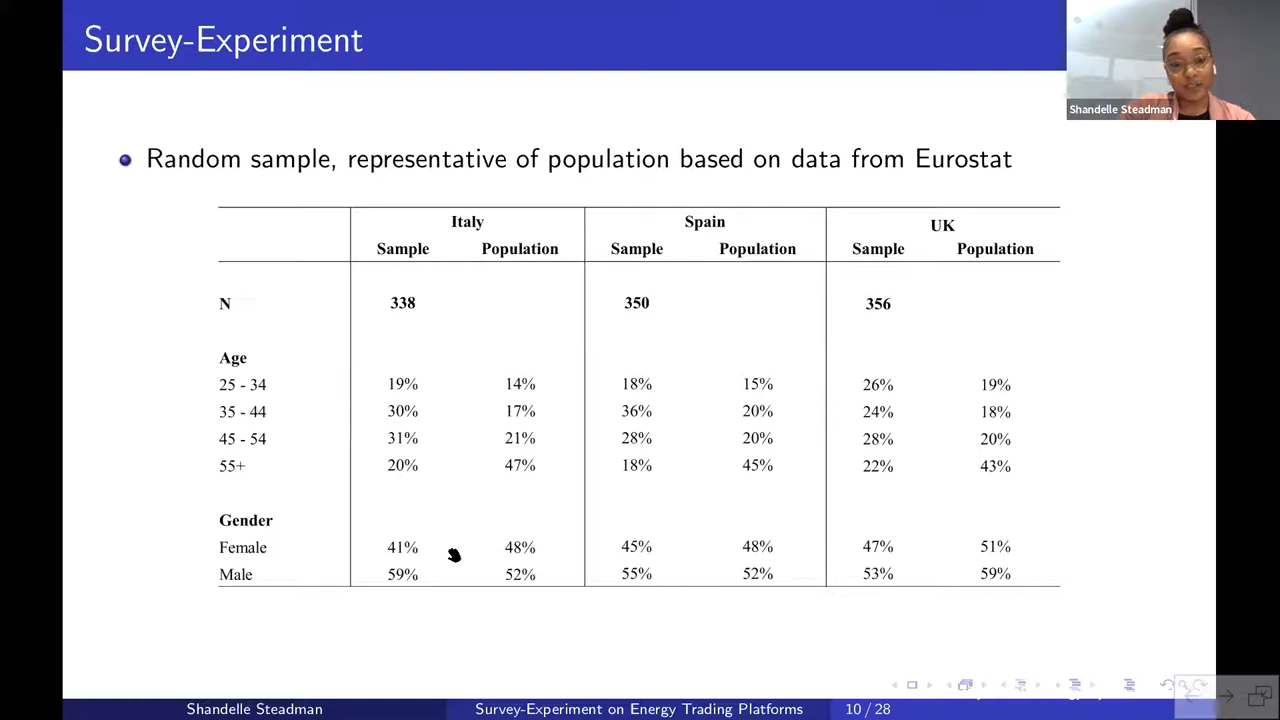 Survey-Experiment
Shandelle Steadman
Random sample, representative of population based on data from Eurostat
Italy Spain UK
Sample Population Sample Population Sample Population
N 338 350 356
Age
25 - 34 19% 14% 18% 15% 26% 19%
35 - 44 30% 17% 36% 20% 24% 18%
45 - 54 31% 21% 28% 20% 28% 20%
55+ 20% 47% 18% 45% 22% 43%
Gender
Female 41% 48% 45% 48% 47% 51%
Male 59% 52% 55% 52% 53% 59%
Shandelle Steadman Survey-Experiment on Energy Trading Platforms 10 / 28